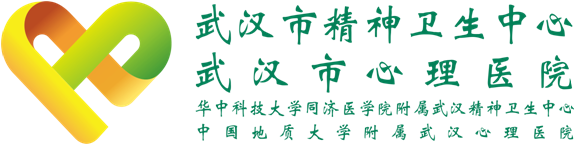 武汉市精神卫生中心
武汉市心理医院
华中科技大学同济医学院附属武汉精神卫生中心
中国地质大学附属武汉心理医院